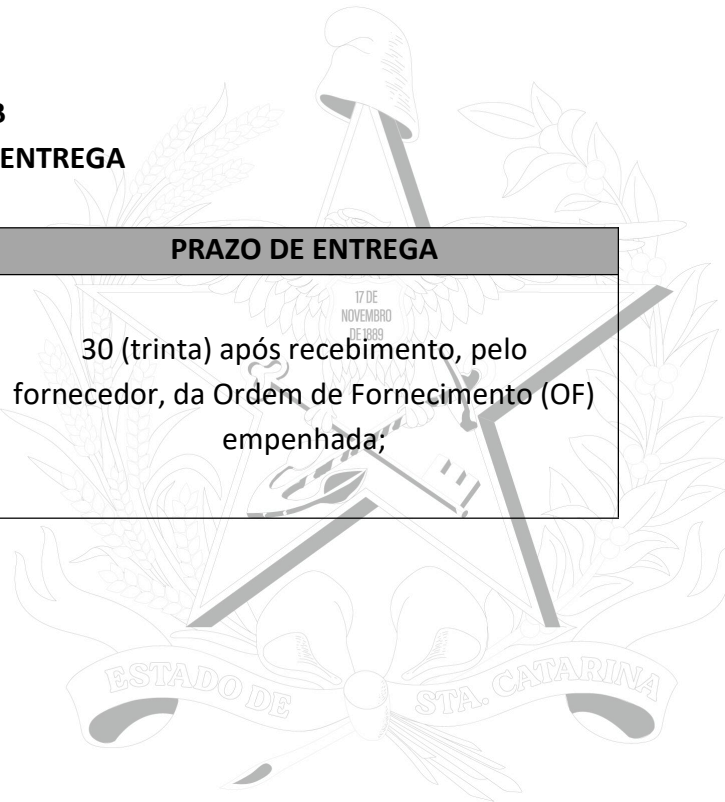 B
ENTREGA
PRAZO DE ENTREGA
17 DE
NOVEMBRO
DE 1889
30 (trinta) após recebimento, pelo
fornecedor, da Ordem de Fornecimento (OF)
empenhada;
ESTADO DE STA. CATARINA